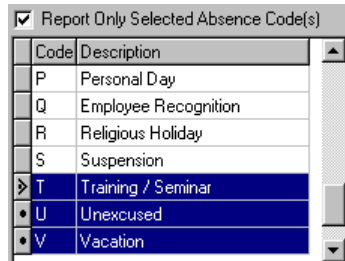 Report Only Selected Absence Code(s)
Code Description
P Personal Day
Q Employee Recognition
R Religious Holiday
S Suspension
T Training / Seminar
U Unexcused
V Vacation